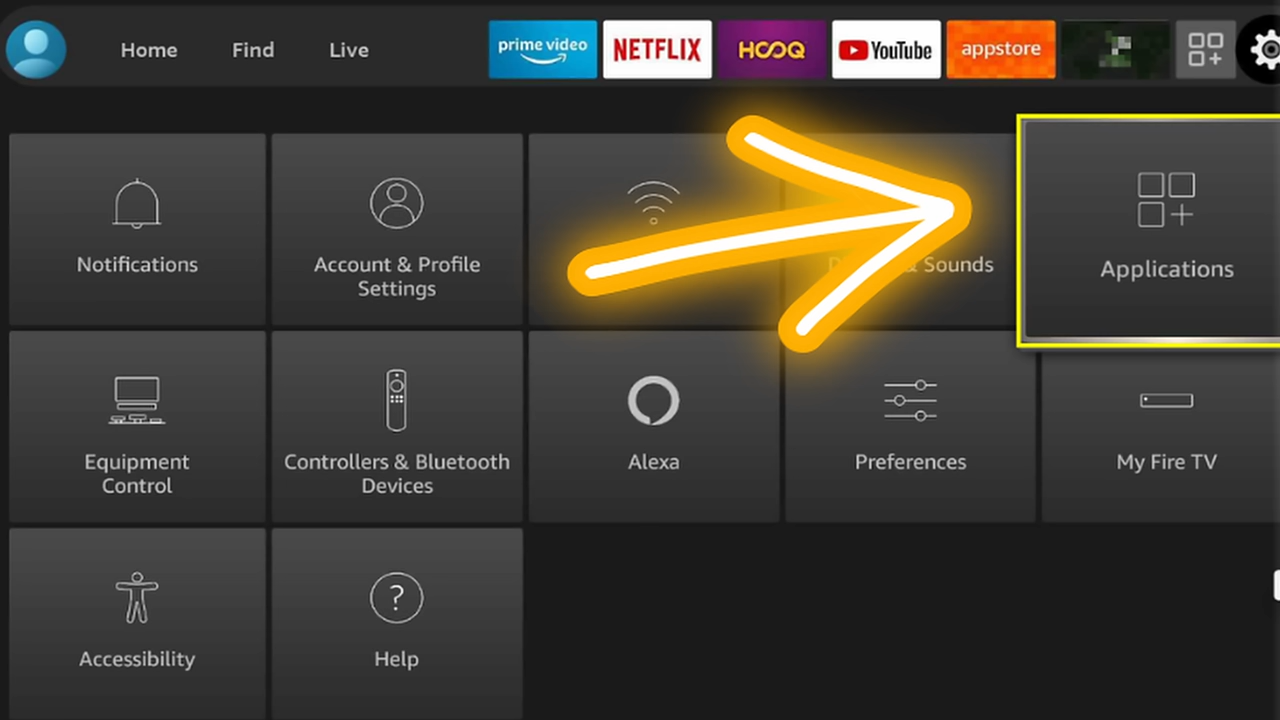 Home
Find
Live
prime video
NETFLIX
HOOQ
YouTube
appstore
Notifications
Account & Profile
Settings
Sounds
Applications
Equipment
Control
Controllers & Bluetooth
Devices
Alexa
Preferences
My Fire TV
Accessibility
?
Help